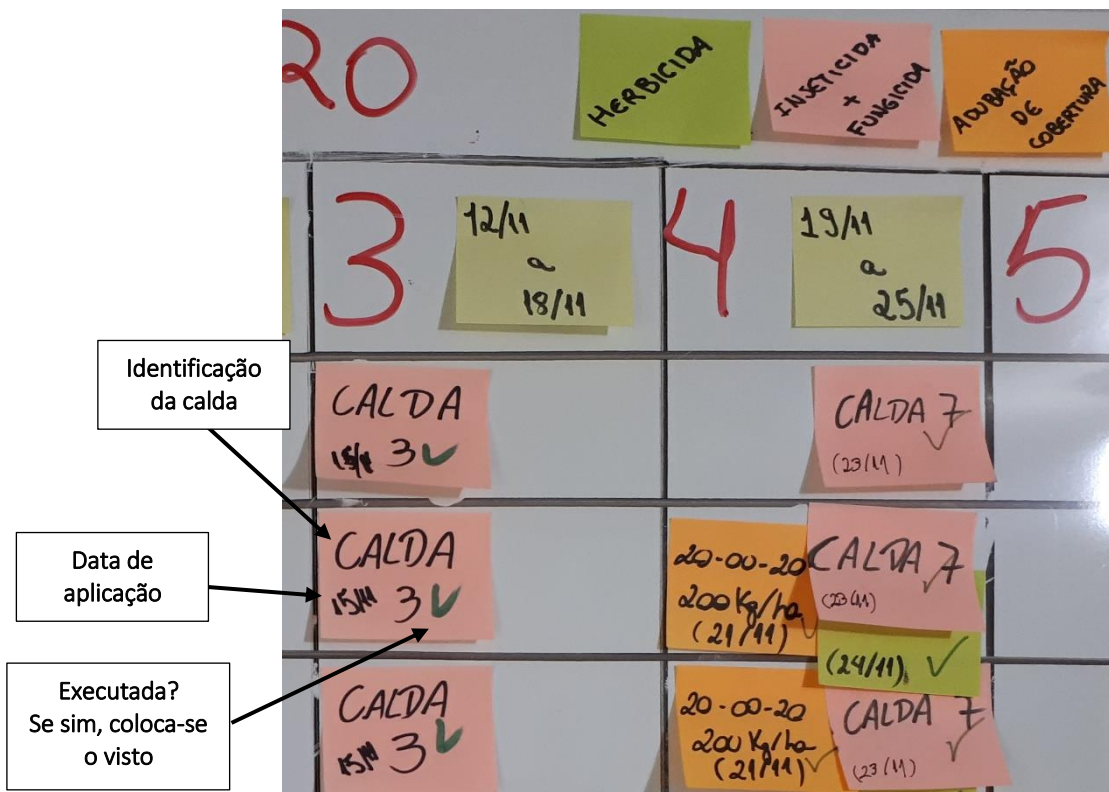 20
HERBICIDA
INSETICIDA
+
FUNGICIDA
ADUBAÇÃO
DE
COBERTURA
3
12/11
a
18/11
4
19/11
a
25/11
5
Identificação
da calda
CALDA
15/11 3
CALDA 7
(23/11)
Data de
aplicação
CALDA
15/11 3
20-00-20
200 Kg/ha
(21/11)
CALDA 7
(23/11)
(24/11)
Executada?
Se sim, coloca-se
o visto
CALDA
15/11 3
20-00-20
200 Kg/ha
(21/11)
CALDA 7
(23/11)